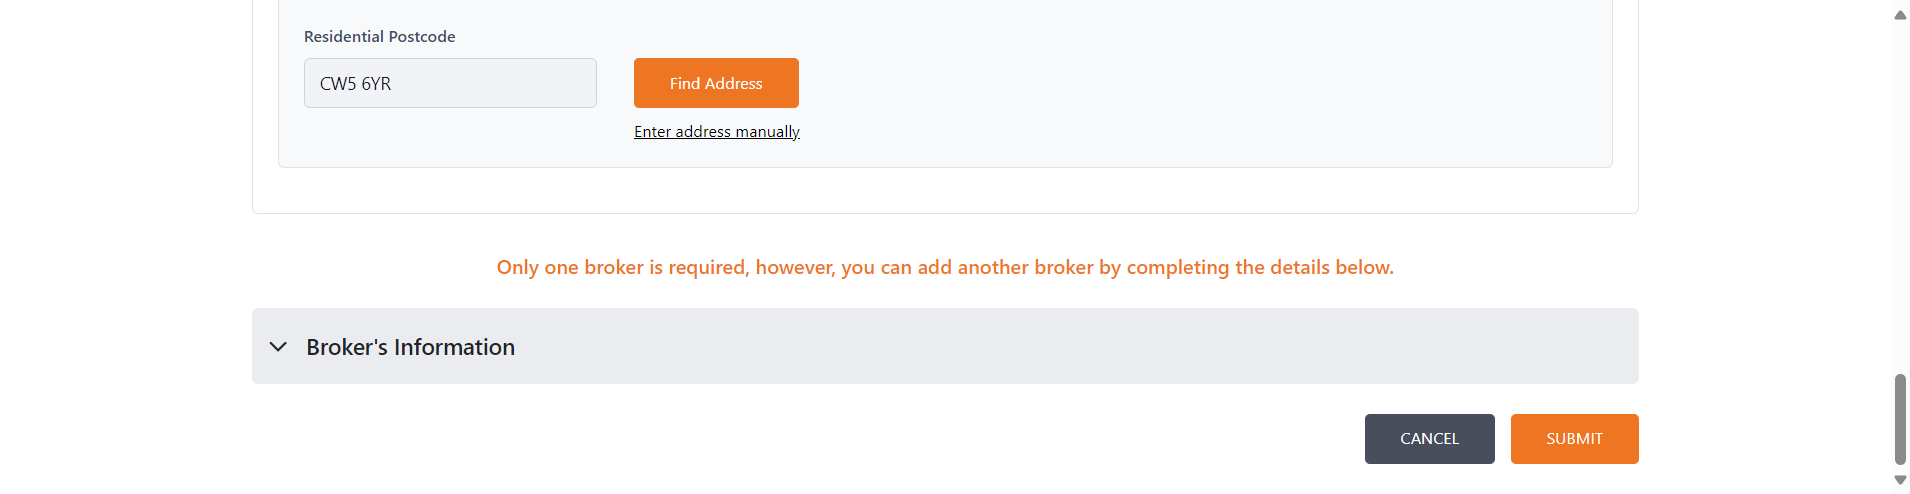 Residential Postcode
CW5 6YR
Find Address
Enter address manually
Only one broker is required, however, you can add another broker by completing the details below.
Broker's Information
CANCEL
SUBMIT